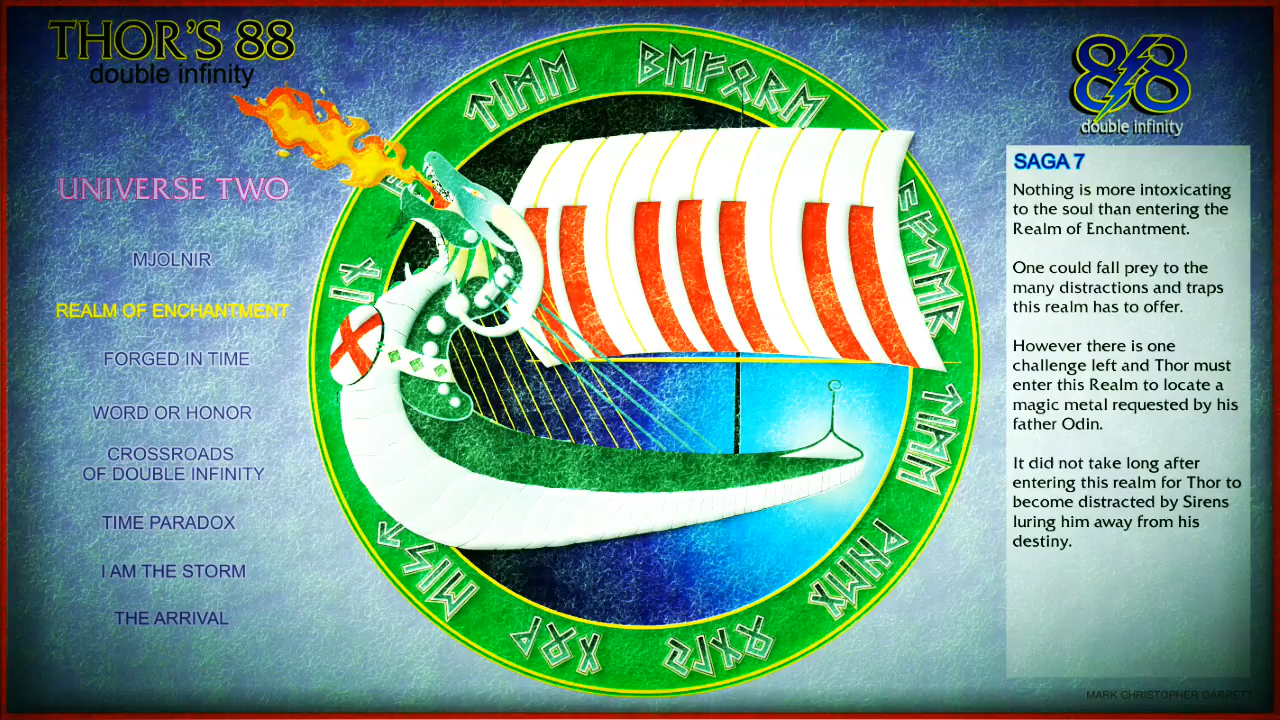 THOR'S 88
double infinity
UNIVERSE TWO
MJOLNIR
REALM OF ENCHANTMENT
FORGED IN TIME
WORD OR HONOR
CROSSROADS
OF DOUBLE INFINITY
TIME PARADOX
I AM THE STORM
THE ARRIVAL
88
double infinity
SAGA 7
Nothing is more intoxicating
to the soul than entering the
Realm of Enchantment.
One could fall prey to the
many distractions and traps
this realm has to offer.
However there is one
challenge left and Thor must
enter this Realm to locate a
magic metal requested by his
father Odin.
It did not take long after
entering this realm for Thor to
become distracted by Sirens
luring him away from his
destiny.
MARK CHRISTOPHER GARRETT